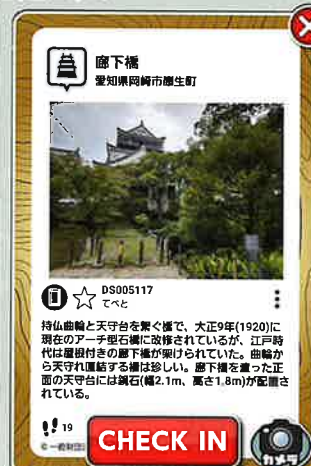 廊下橋
愛知県岡崎市康生町
DS005117
てべと
持仏曲輪と天守台を繋ぐ橋で、大正9年(1920)に
現在のアーチ型石橋に改修されているが、江戸時
代は屋根付きの廊下橋が架けられていた。曲輪か
ら天守れ直結する橋は珍しい。廊下橋を渡った正
面の天守台には鏡石(幅2.1m、高さ1.8m)が配置さ
れている。
19
©一般財団
CHECK IN
カメラ